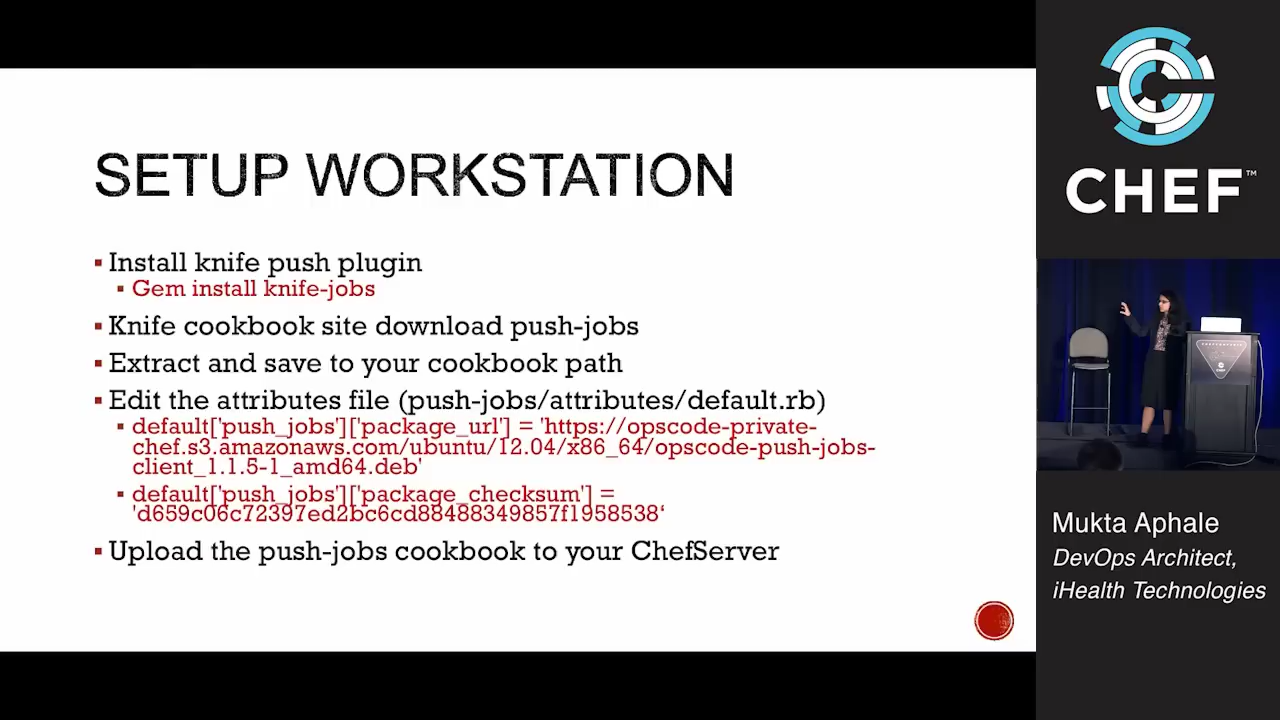 SETUP WORKSTATION
▪ Install knife push plugin
▪ Gem install knife-jobs
▪ Knife cookbook site download push-jobs
▪ Extract and save to your cookbook path
▪ Edit the attributes file (push-jobs/attributes/default.rb)
▪ default['push_jobs']['package_url'] = 'https://opscode-private-
chef.s3.amazonaws.com/ubuntu/12.04/x86_64/opscode-push-jobs-
client_1.1.5-1_amd64.deb'
▪ default['push_jobs']['package_checksum'] =
'd659c06c72397ed2bc6cd88488349857f1958538‘
▪ Upload the push-jobs cookbook to your ChefServer
CHEF™
CHEF
Mukta Aphale
DevOps Architect,
iHealth Technologies